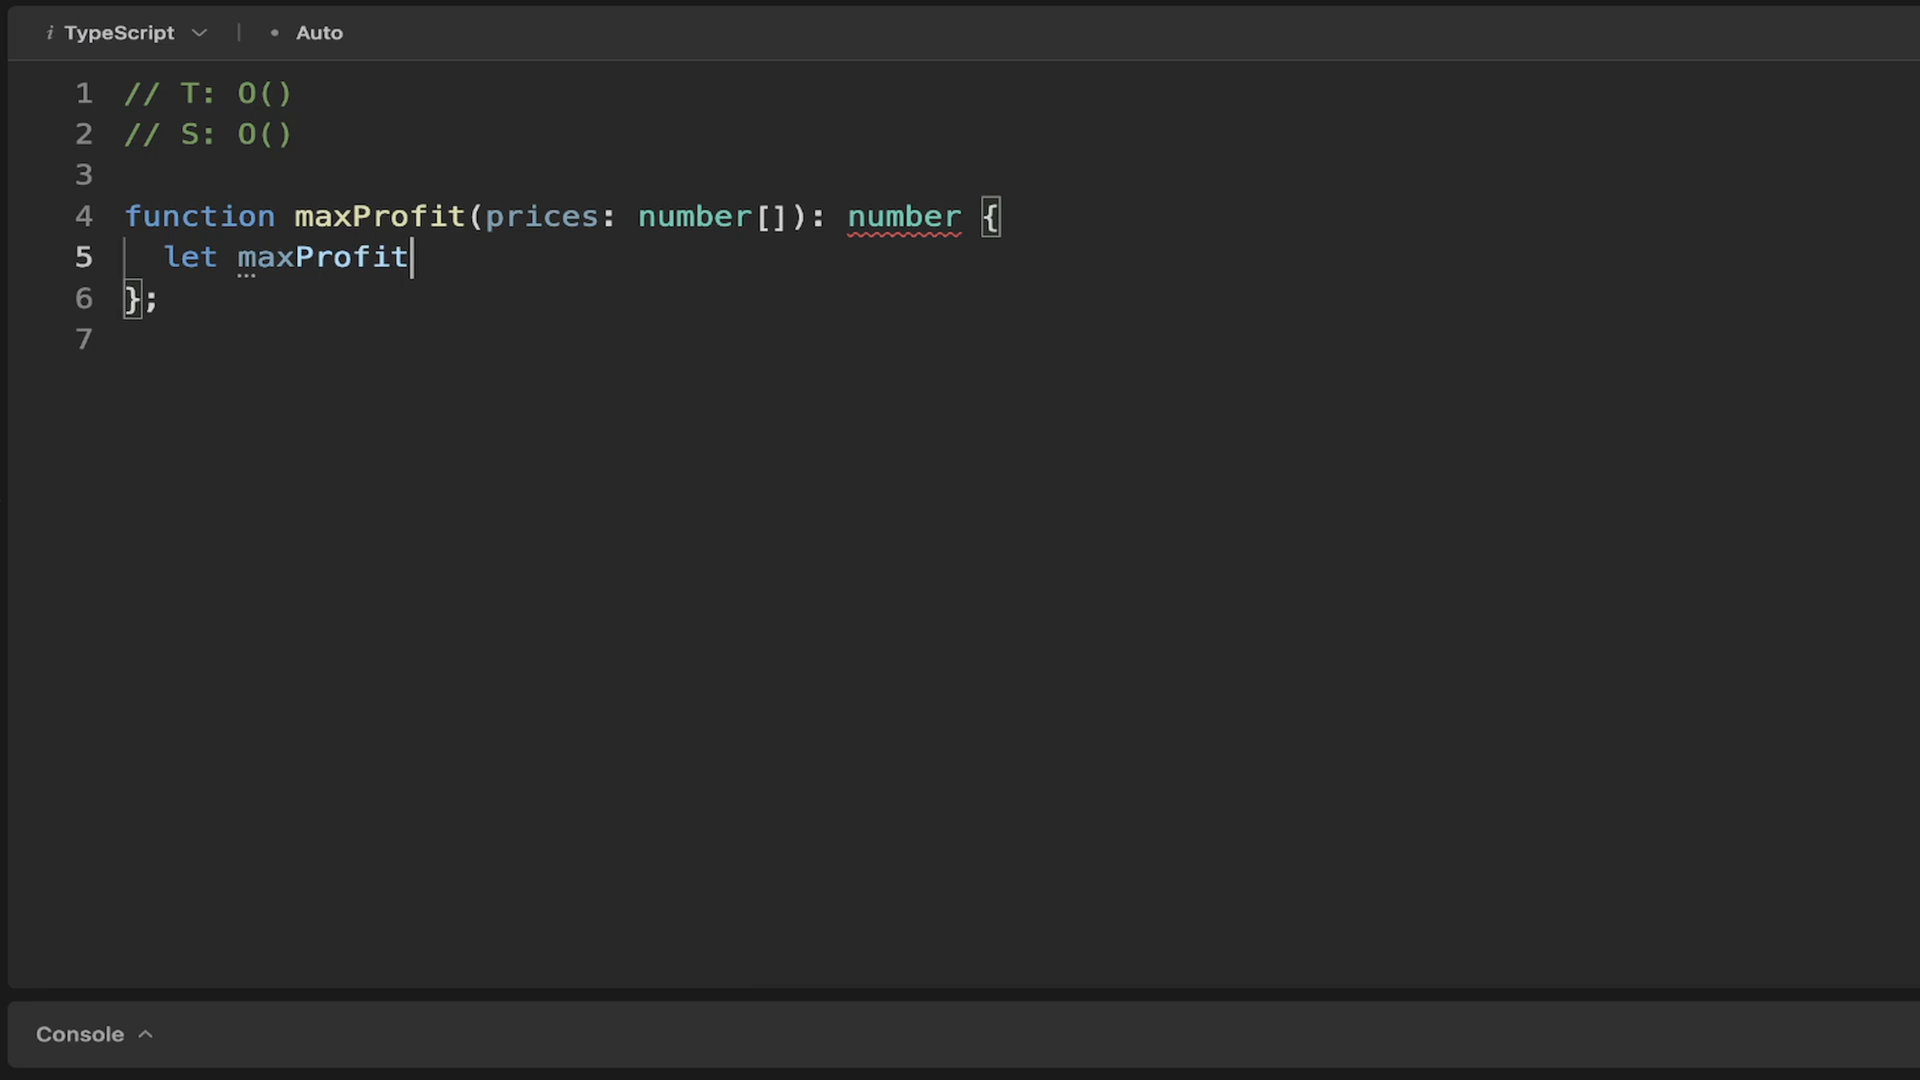 i TypeScript | • Auto
1 // T: O()
2 // S: O()
3
4 function maxProfit(prices: number[]): number {
5 let maxProfit
6 };
7
Console